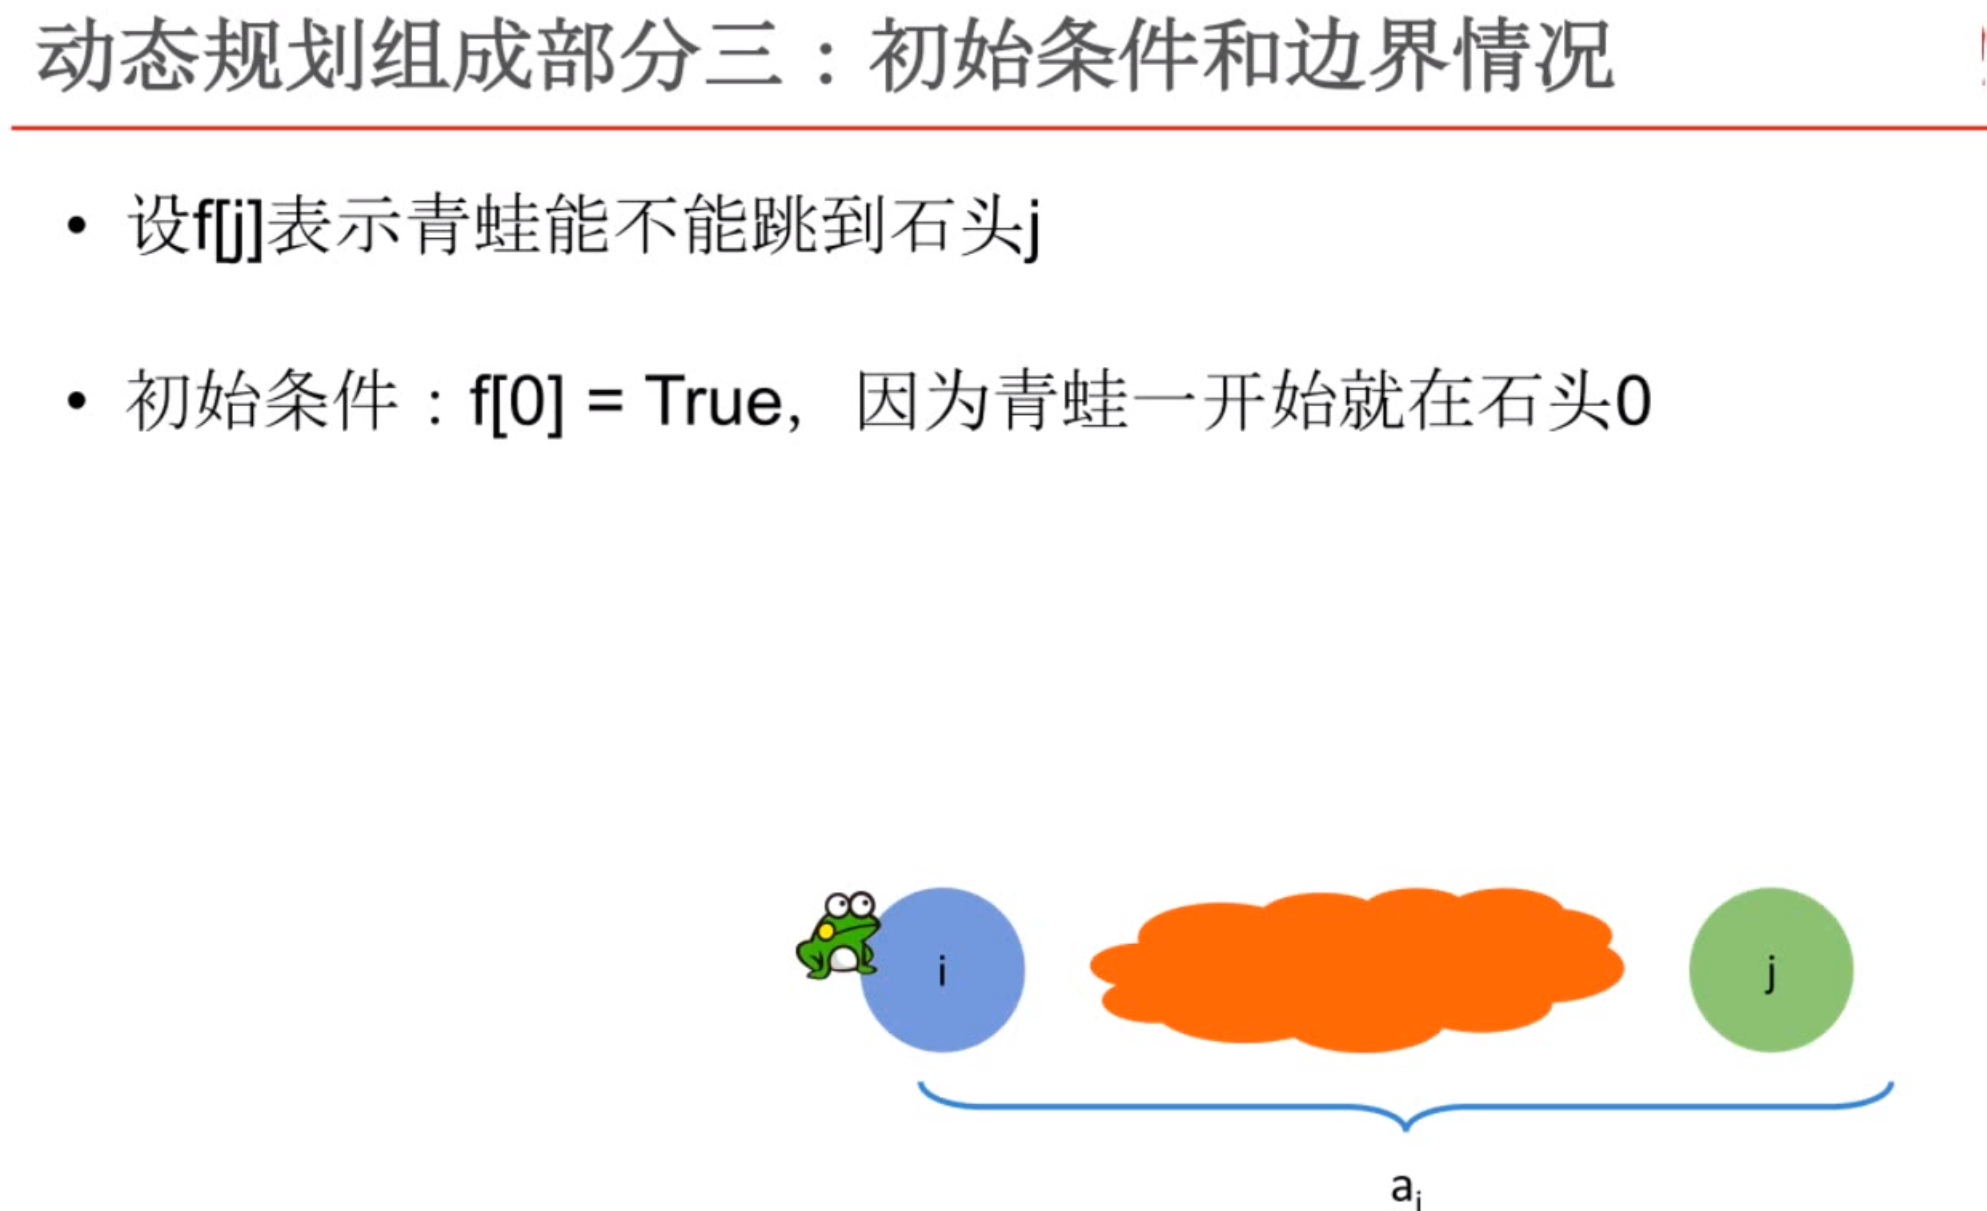 动态规划组成部分三：初始条件和边界情况
• 设f[j]表示青蛙能不能跳到石头j
• 初始条件：f[0] = True，因为青蛙一开始就在石头0
i
j
aᵢ